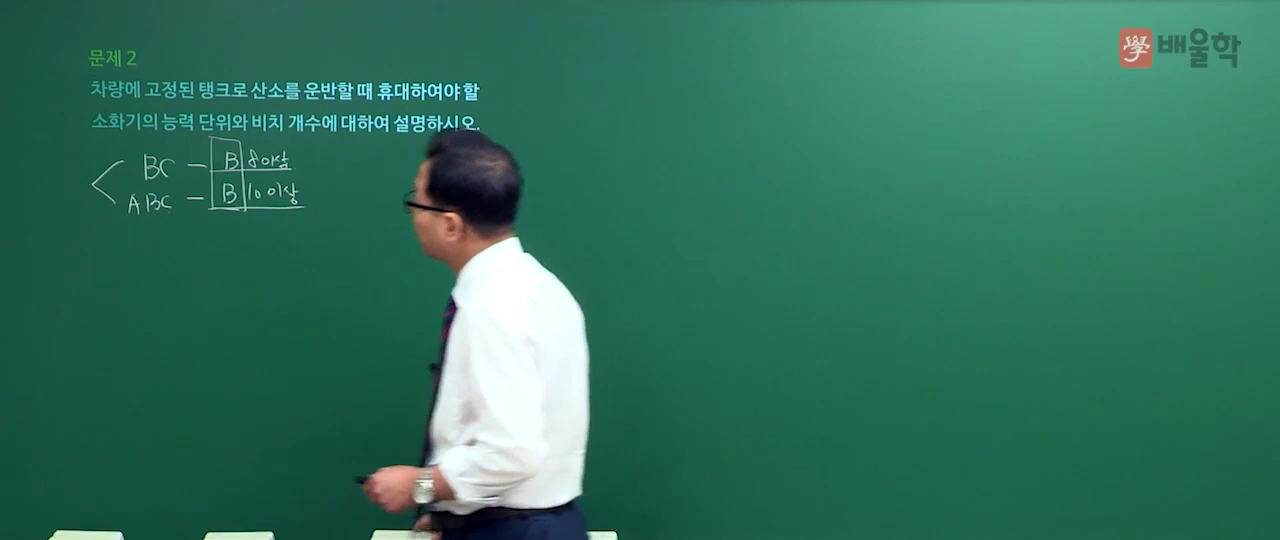 學 배울학
문제 2
차량에 고정된 탱크로 산소를 운반할 때 휴대하여야 할
소화기의 능력 단위와 비치 개수에 대하여 설명하시오.
BC - B 8이상
ABC - B 10이상